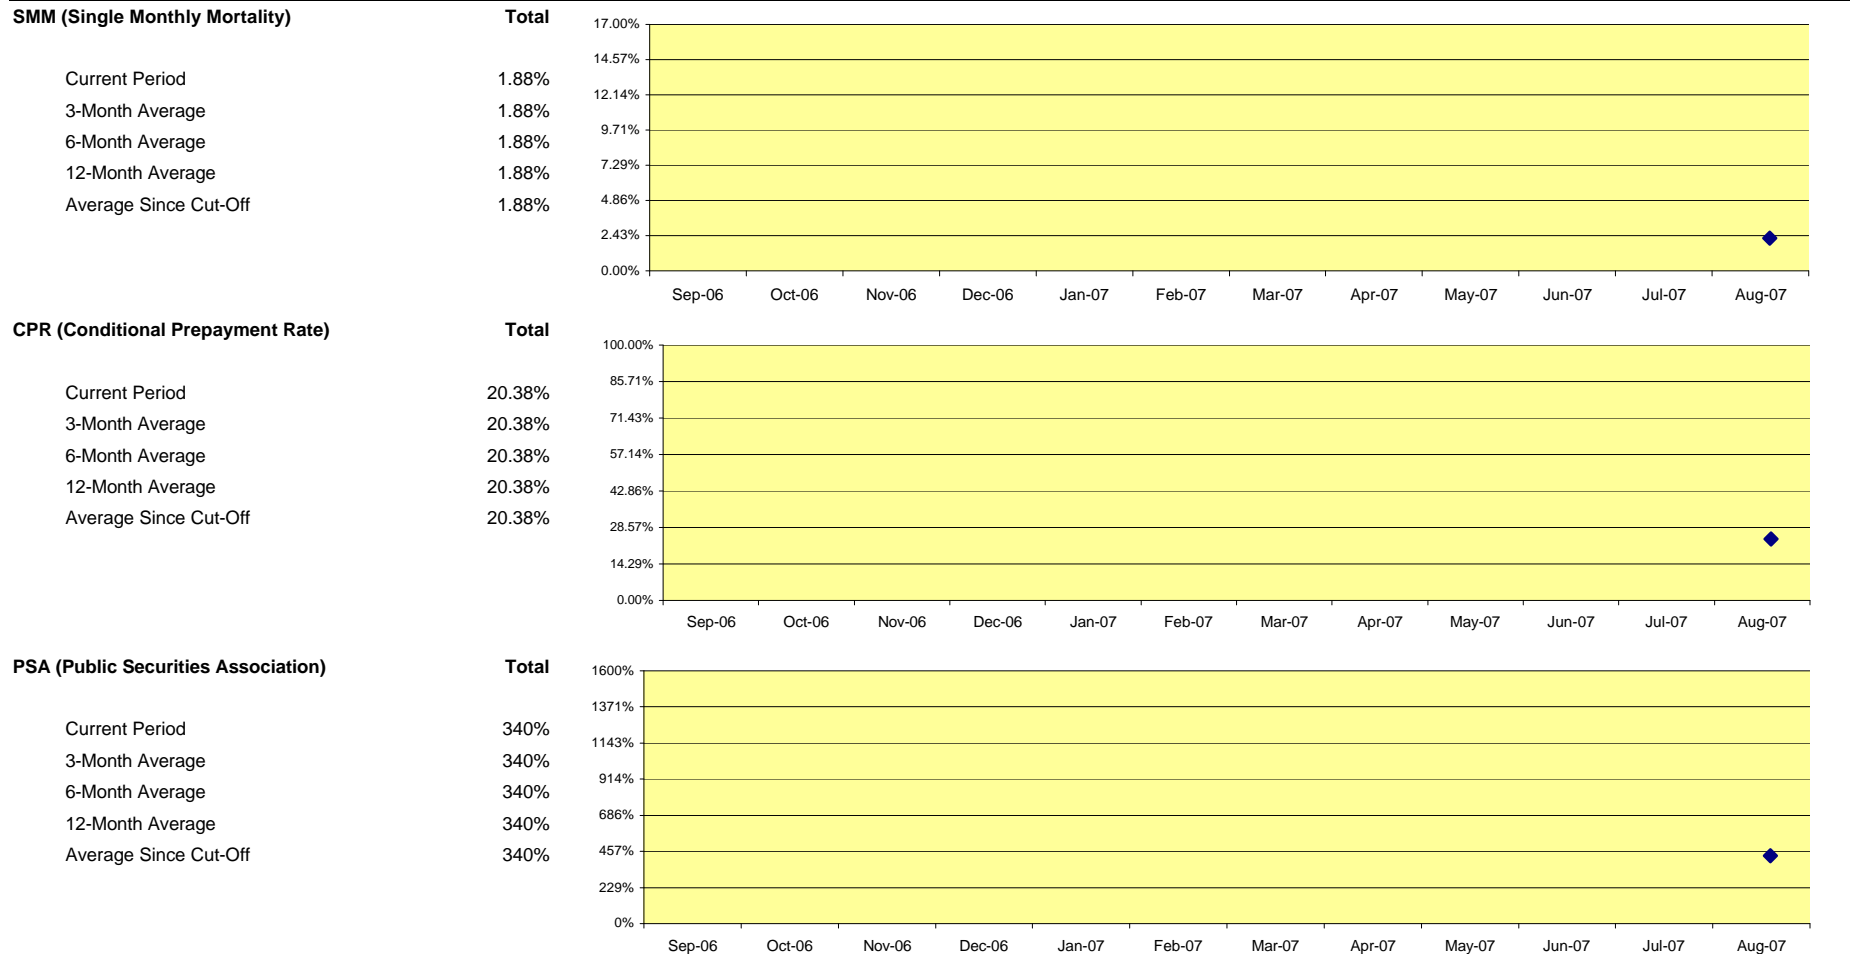 SMM (Single Monthly Mortality) Total
Current Period 1.88%
3-Month Average 1.88%
6-Month Average 1.88%
12-Month Average 1.88%
Average Since Cut-Off 1.88%
17.00%
14.57%
12.14%
9.71%
7.29%
4.86%
2.43%
0.00%
Sep-06 Oct-06 Nov-06 Dec-06 Jan-07 Feb-07 Mar-07 Apr-07 May-07 Jun-07 Jul-07 Aug-07
CPR (Conditional Prepayment Rate) Total
Current Period 20.38%
3-Month Average 20.38%
6-Month Average 20.38%
12-Month Average 20.38%
Average Since Cut-Off 20.38%
100.00%
85.71%
71.43%
57.14%
42.86%
28.57%
14.29%
0.00%
Sep-06 Oct-06 Nov-06 Dec-06 Jan-07 Feb-07 Mar-07 Apr-07 May-07 Jun-07 Jul-07 Aug-07
PSA (Public Securities Association) Total
Current Period 340%
3-Month Average 340%
6-Month Average 340%
12-Month Average 340%
Average Since Cut-Off 340%
1600%
1371%
1143%
914%
686%
457%
229%
0%
Sep-06 Oct-06 Nov-06 Dec-06 Jan-07 Feb-07 Mar-07 Apr-07 May-07 Jun-07 Jul-07 Aug-07